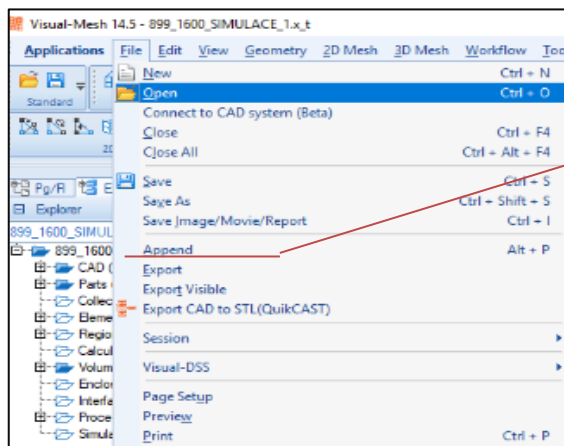 Visual-Mesh 14.5 - 899_1600_SIMULACE_1.x_t
Applications File Edit View Geometry 2D Mesh 3D Mesh Workflow Too
New Ctrl + N
Open Ctrl + O
Standard
Connect to CAD system (Beta)
Close Ctrl + F4
Close All Ctrl + Alt + F4
Pg/R E
Save Ctrl + S
Explorer
Save As Ctrl + Shift + S
Save Image/Movie/Report Ctrl + I
899_1600_SIMUL
899_1600
Append Alt + P
CAD (
Export
Parts
Export Visible
Collec
Export CAD to STL(QuikCAST)
Eleme
Regio
Session
Calcul
Volum
Visual-DSS
Enclo
Interfa
Page Setup
Proce
Preview
Simula
Print Ctrl + P